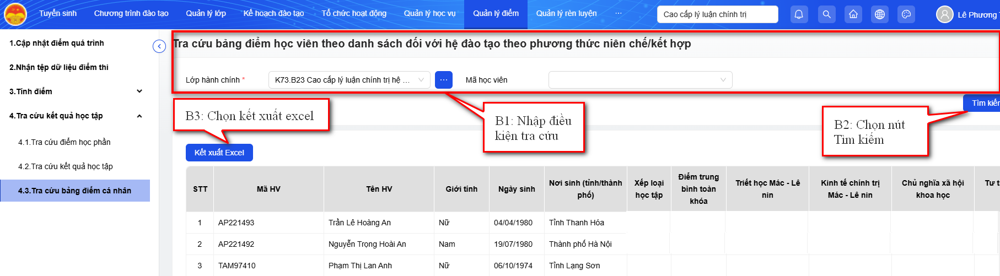 Tuyển sinh
Chương trình đào tạo
Quản lý lớp
Kế hoạch đào tạo
Tổ chức hoạt động
Quản lý học vụ
Quản lý điểm
Quản lý rèn luyện
...
Cao cấp lý luận chính trị
Lê Phương
1.Cập nhật điểm quá trình
2.Nhận tệp dữ liệu điểm thi
3.Tính điểm
4.Tra cứu kết quả học tập
4.1.Tra cứu điểm học phần
4.2.Tra cứu kết quả học tập
4.3.Tra cứu bảng điểm cá nhân
Tra cứu bảng điểm học viên theo danh sách đối với hệ đào tạo theo phương thức niên chế/kết hợp
Lớp hành chính *
K73.B23 Cao cấp lý luận chính trị hệ ...
...
Mã học viên
Tìm kiếm
B3: Chọn kết xuất excel
B1: Nhập điều
kiện tra cứu
B2: Chọn nút
Tìm kiếm
Kết xuất Excel
STT
Mã HV
Tên HV
Giới tính
Ngày sinh
Nơi sinh (tỉnh/thành
phố)
Xếp loại
học tập
Điểm trung
bình toàn
khóa
Triết học Mác - Lê
nin
Kinh tế chính trị
Mác - Lê nin
Chủ nghĩa xã hội
khoa học
Tư t
1 AP221493 Trần Lê Hoàng An Nữ 04/04/1980 Tỉnh Thanh Hóa
2 AP221492 Nguyễn Trọng Hoài An Nam 19/07/1980 Thành phố Hà Nội
3 TAM97410 Phạm Thị Lan Anh Nữ 06/10/1974 Tỉnh Lạng Sơn